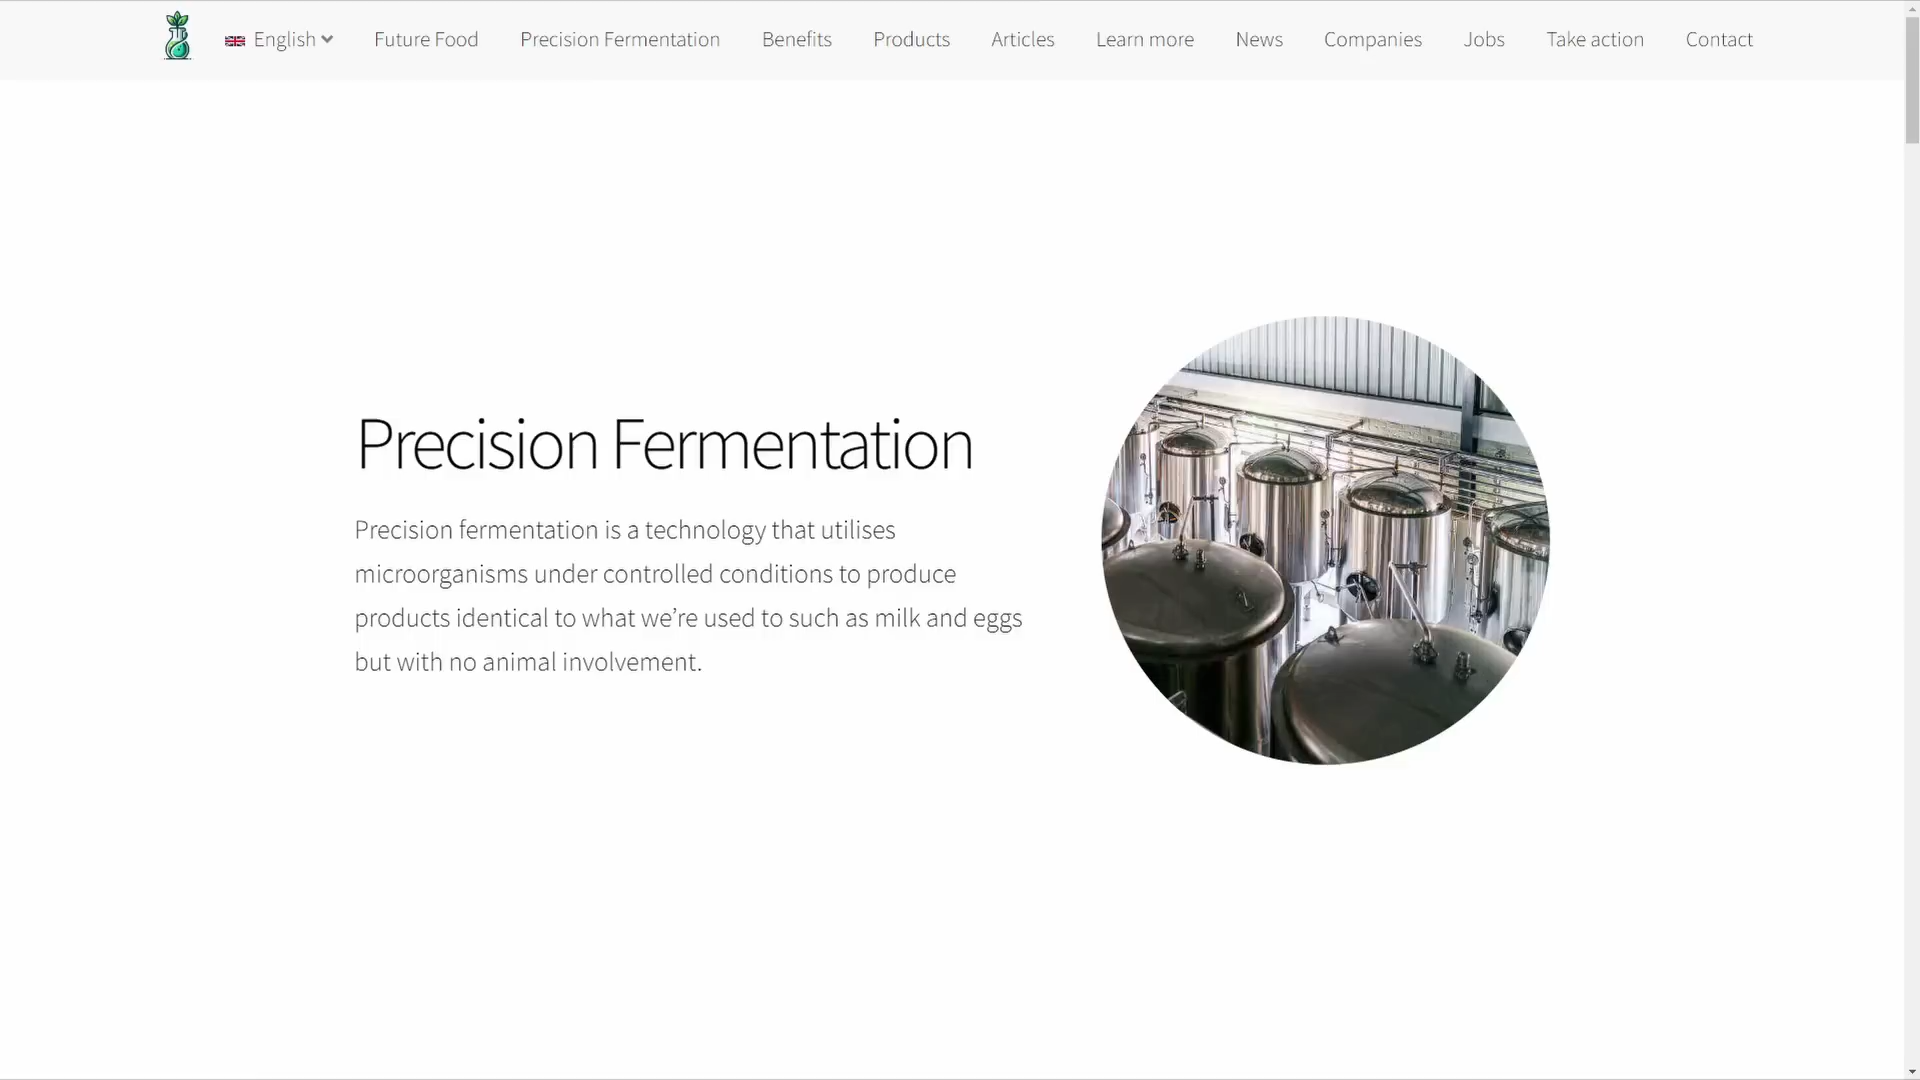 English
Future Food
Precision Fermentation
Benefits
Products
Articles
Learn more
News
Companies
Jobs
Take action
Contact
Precision Fermentation
Precision fermentation is a technology that utilises
microorganisms under controlled conditions to produce
products identical to what we’re used to such as milk and eggs
but with no animal involvement.